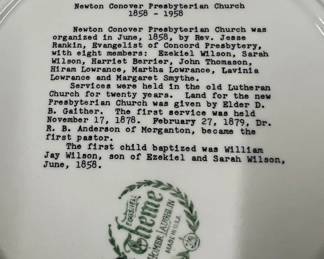 Newton Conover Presbyterian Church
1858 - 1958
Newton Conover Presbyterian Church was
organized in June, 1858, by Rev. Jesse
Rankin, Evangelist of Concord Presbytery,
with eight members: Ezekiel Wilson, Sarah
Wilson, Harriet Berrier, John Thomason,
Hiram Lowrance, Martha Lowrance, Lavinia
Lowrance and Margaret Smythe.
Services were held in the old Lutheran
Church for twenty years. Land for the new
Presbyterian Church was given by Elder D.
B. Gaither. The first service was held
November 17, 1878. February 27, 1879, Dr.
R. B. Anderson of Morganton, became the
first pastor.
The first child baptized was William
Jay Wilson, son of Ezekiel and Sarah Wilson,
June, 1858.
EGGSHELL
Theme
HOMER LAUGHLIN
MADE IN U.S.A.